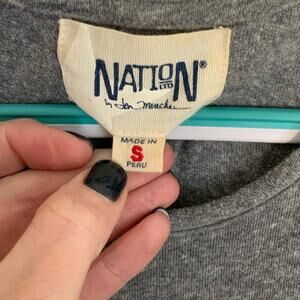 NATION LTD®
by Jen Menchaca
MADE IN
S
PERU